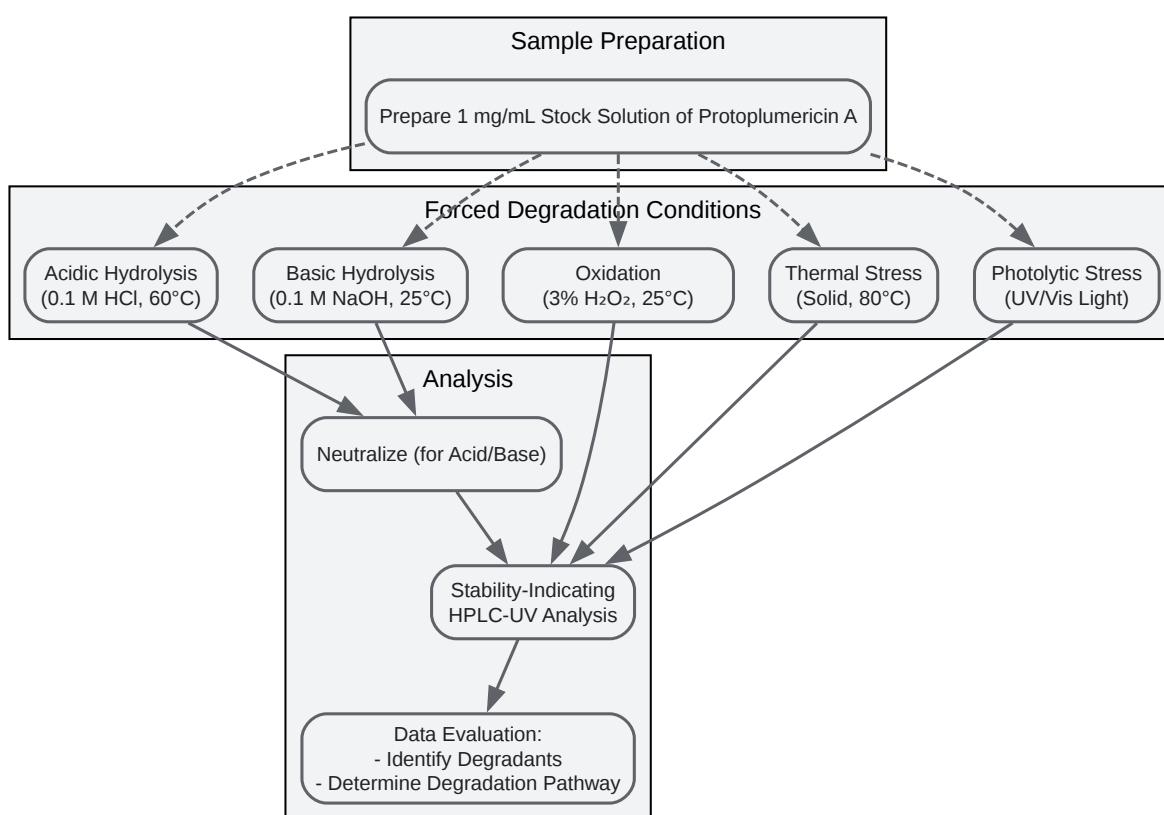 Sample Preparation
Prepare 1 mg/mL Stock Solution of Protoplumericin A
Forced Degradation Conditions
Acidic Hydrolysis
(0.1 M HCl, 60°C)
Basic Hydrolysis
(0.1 M NaOH, 25°C)
Oxidation
(3% H₂O₂, 25°C)
Thermal Stress
(Solid, 80°C)
Photolytic Stress
(UV/Vis Light)
Analysis
Neutralize (for Acid/Base)
Stability-Indicating
HPLC-UV Analysis
Data Evaluation:
- Identify Degradants
- Determine Degradation Pathway